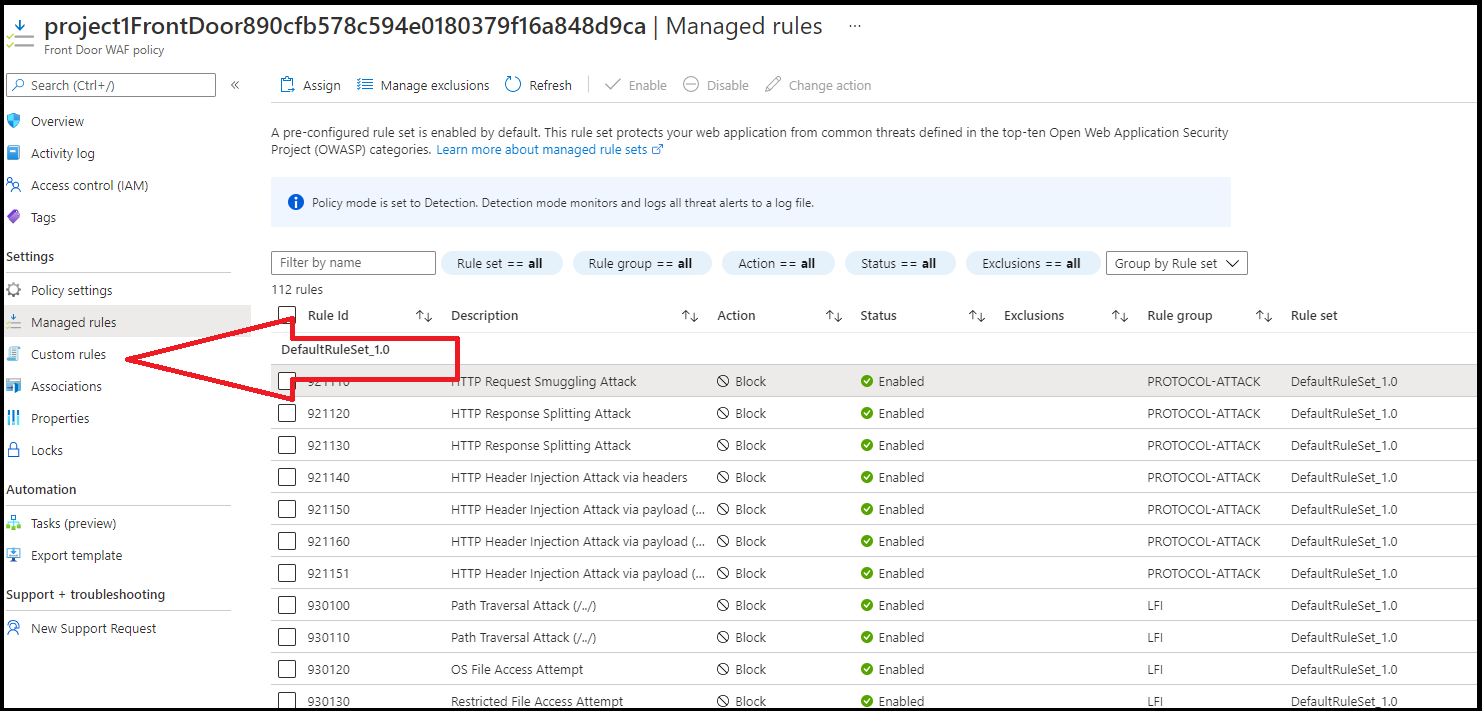 project1FrontDoor890cfb578c594e0180379f16a848d9ca | Managed rules ...
Front Door WAF policy
Search (Ctrl+/) «
Assign Manage exclusions Refresh Enable Disable Change action
Overview
Activity log
Access control (IAM)
Tags
Settings
Policy settings
Managed rules
Custom rules
Associations
Properties
Locks
Automation
Tasks (preview)
Export template
Support + troubleshooting
New Support Request
A pre-configured rule set is enabled by default. This rule set protects your web application from common threats defined in the top-ten Open Web Application Security
Project (OWASP) categories. Learn more about managed rule sets
Policy mode is set to Detection. Detection mode monitors and logs all threat alerts to a log file.
Filter by name Rule set == all Rule group == all Action == all Status == all Exclusions == all Group by Rule set
112 rules
Rule Id Description Action Status Exclusions Rule group Rule set
DefaultRuleSet_1.0
921110 HTTP Request Smuggling Attack Block Enabled PROTOCOL-ATTACK DefaultRuleSet_1.0
921120 HTTP Response Splitting Attack Block Enabled PROTOCOL-ATTACK DefaultRuleSet_1.0
921130 HTTP Response Splitting Attack Block Enabled PROTOCOL-ATTACK DefaultRuleSet_1.0
921140 HTTP Header Injection Attack via headers Block Enabled PROTOCOL-ATTACK DefaultRuleSet_1.0
921150 HTTP Header Injection Attack via payload (... Block Enabled PROTOCOL-ATTACK DefaultRuleSet_1.0
921160 HTTP Header Injection Attack via payload (... Block Enabled PROTOCOL-ATTACK DefaultRuleSet_1.0
921151 HTTP Header Injection Attack via payload (... Block Enabled PROTOCOL-ATTACK DefaultRuleSet_1.0
930100 Path Traversal Attack (/../) Block Enabled LFI DefaultRuleSet_1.0
930110 Path Traversal Attack (/../) Block Enabled LFI DefaultRuleSet_1.0
930120 OS File Access Attempt Block Enabled LFI DefaultRuleSet_1.0
930130 Restricted File Access Attempt Block Enabled LFI DefaultRuleSet_1.0